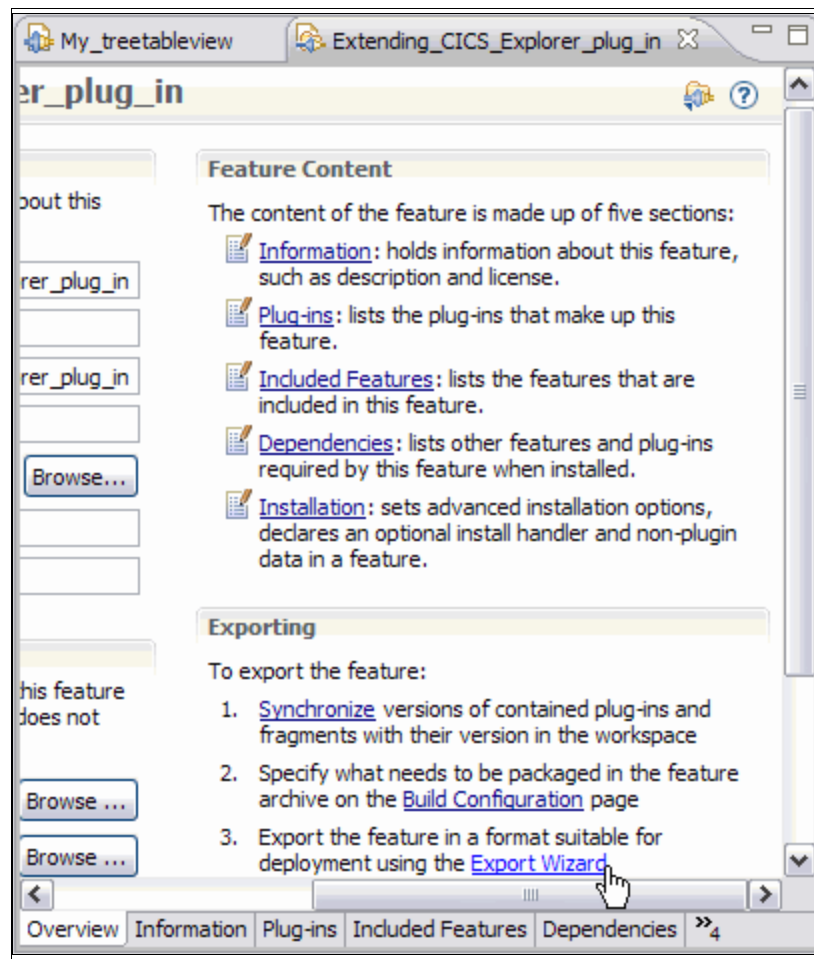 My_treetableview
Extending_CICS_Explorer_plug_in
er_plug_in
bout this
rer_plug_in
rer_plug_in
Browse...
his feature
does not
Browse ...
Browse ...
Feature Content
The content of the feature is made up of five sections:
Information: holds information about this feature,
such as description and license.
Plug-ins: lists the plug-ins that make up this
feature.
Included Features: lists the features that are
included in this feature.
Dependencies: lists other features and plug-ins
required by this feature when installed.
Installation: sets advanced installation options,
declares an optional install handler and non-plugin
data in a feature.
Exporting
To export the feature:
1. Synchronize versions of contained plug-ins and
fragments with their version in the workspace
2. Specify what needs to be packaged in the feature
archive on the Build Configuration page
3. Export the feature in a format suitable for
deployment using the Export Wizard
Overview Information Plug-ins Included Features Dependencies »4